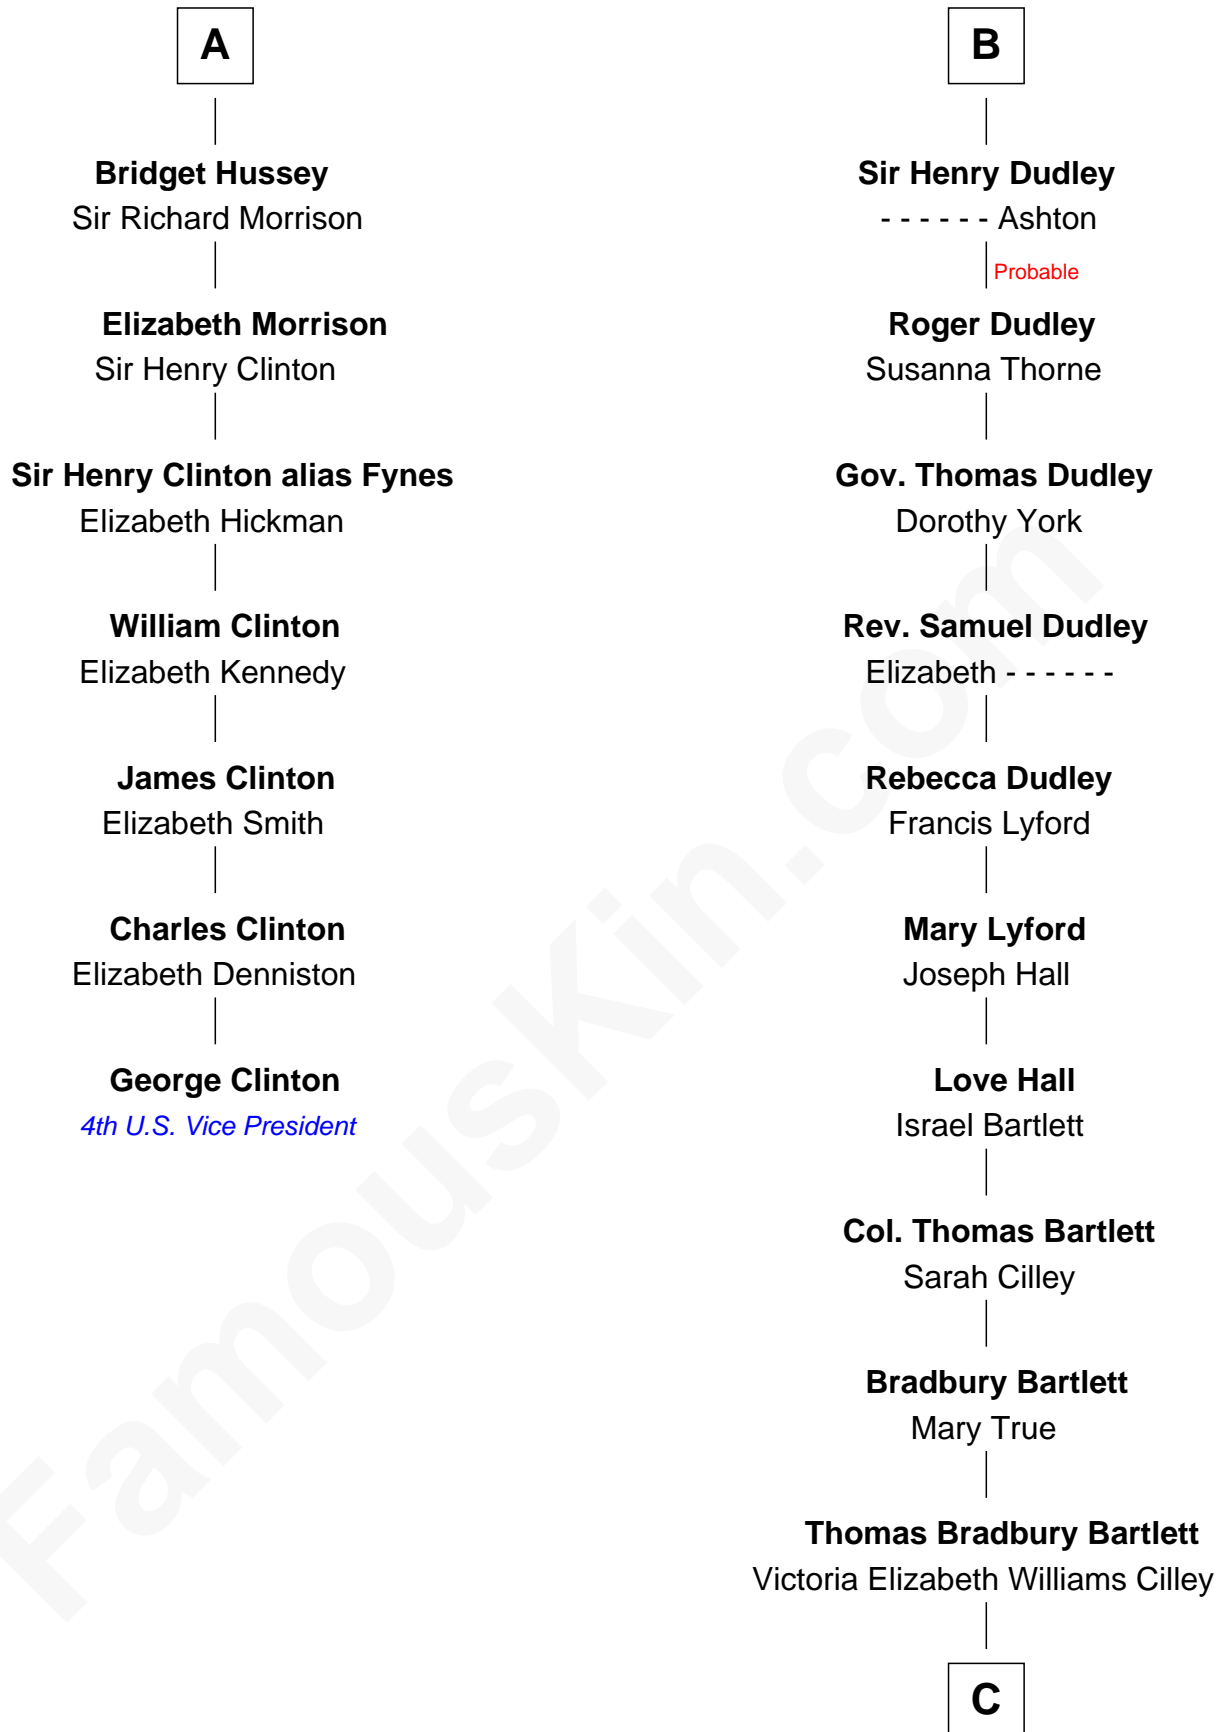 A
Bridget Hussey
Sir Richard Morrison
Elizabeth Morrison
Sir Henry Clinton
Sir Henry Clinton alias Fynes
Elizabeth Hickman
William Clinton
Elizabeth Kennedy
James Clinton
Elizabeth Smith
Charles Clinton
Elizabeth Denniston
George Clinton
4th U.S. Vice President
B
Sir Henry Dudley
- - - - - - Ashton
Probable
Roger Dudley
Susanna Thorne
Gov. Thomas Dudley
Dorothy York
Rev. Samuel Dudley
Elizabeth - - - - - -
Rebecca Dudley
Francis Lyford
Mary Lyford
Joseph Hall
Love Hall
Israel Bartlett
Col. Thomas Bartlett
Sarah Cilley
Bradbury Bartlett
Mary True
Thomas Bradbury Bartlett
Victoria Elizabeth Williams Cilley
C
FamousKin.com